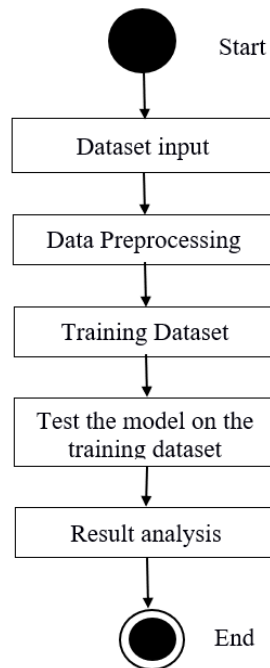 Start
Dataset input
Data Preprocessing
Training Dataset
Test the model on the
training dataset
Result analysis
End